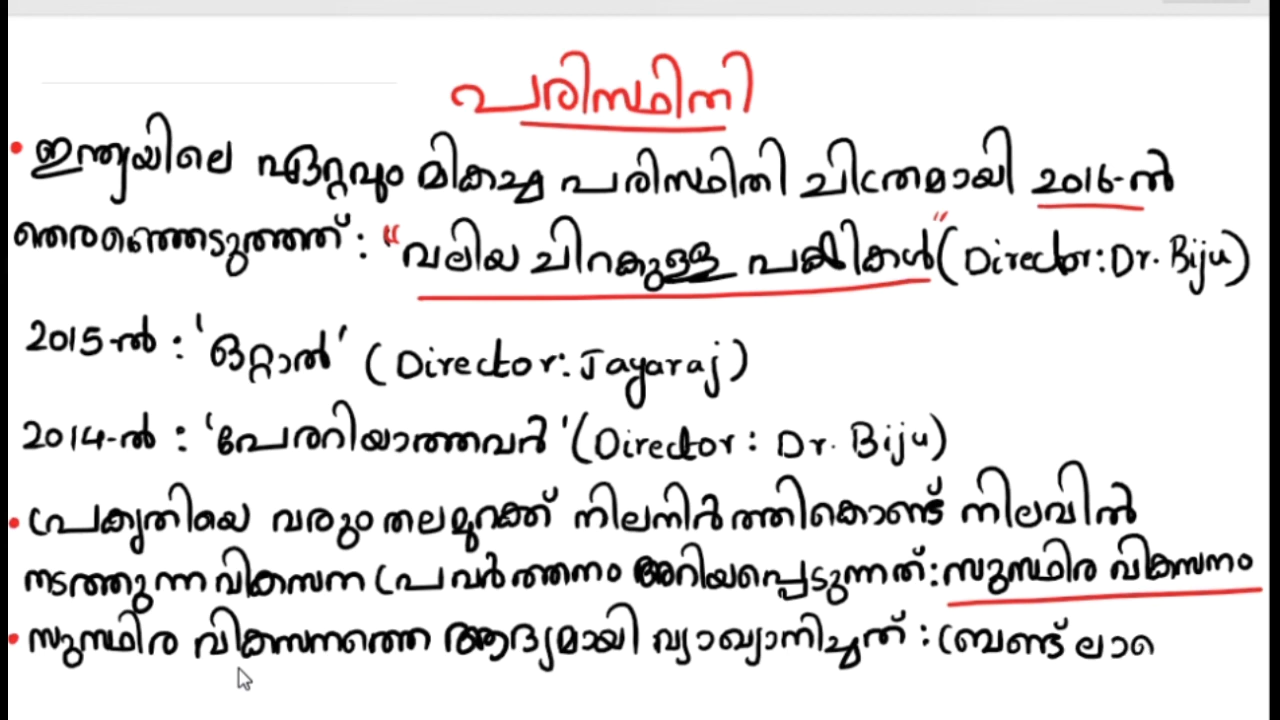 പരിസ്ഥിതി
• ഇന്ത്യയിലെ ഏറ്റവും മികച്ച പരിസ്ഥിതി ചിത്രമായി 2016-ൽ
തെരഞ്ഞെടുത്തത് : "വലിയ ചിറകുള്ള പക്ഷികൾ" (Director: Dr. Biju)
2015-ൽ : 'ഒറ്റാൽ' (Director: Jayaraj)
2014-ൽ : 'പേരറിയാത്തവർ' (Director : Dr. Biju)
• പ്രകൃതിയെ വരും തലമുറക്ക് നിലനിർത്തികൊണ്ട് നിലവിൽ
നടത്തുന്ന വികസന പ്രവർത്തനം അറിയപ്പെടുന്നത്: സുസ്ഥിര വികസനം
• സുസ്ഥിര വികസനത്തെ ആദ്യമായി വ്യാഖ്യാനിച്ചത് : ബ്രണ്ട് ലാ